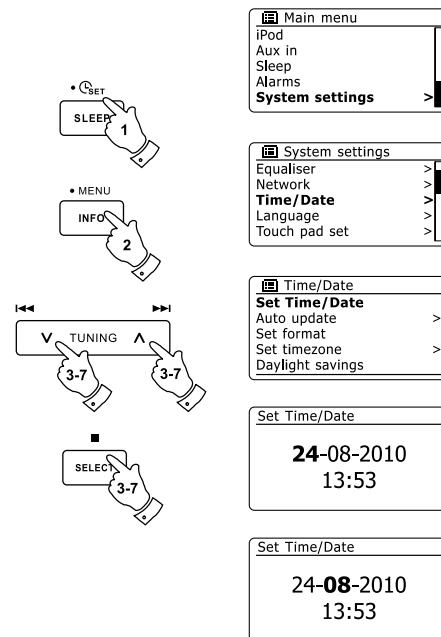 • SET
SLEEP
1
• MENU
INFO
2
TUNING
3-7
3-7
SELECT
3-7
Main menu
iPod
Aux in
Sleep
Alarms
System settings >
System settings
Equaliser >
Network >
Time/Date >
Language >
Touch pad set >
Time/Date
Set Time/Date
Auto update >
Set format
Set timezone >
Daylight savings
Set Time/Date
24-08-2010
13:53
Set Time/Date
24-08-2010
13:53